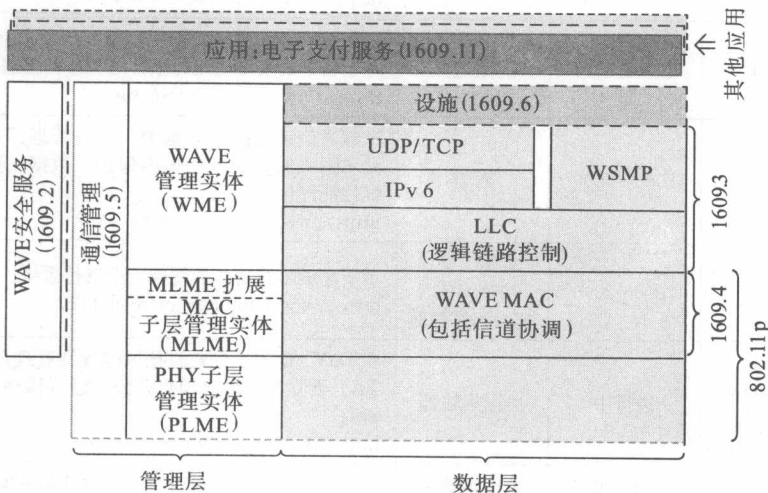 应用:电子支付服务(1609.11)
其他应用
设施(1609.6)
WAVE安全服务
(1609.2)
通信管理
(1609.5)
WAVE
管理实体
(WME)
UDP/TCP
IPv 6
WSMP
LLC
(逻辑链路控制)
1609.3
MLME 扩展
MAC
子层管理实体
(MLME)
WAVE MAC
(包括信道协调)
1609.4
802.11p
PHY子层
管理实体
(PLME)
管理层
数据层